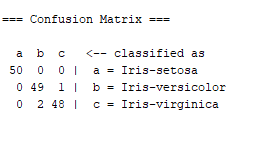 === Confusion Matrix ===
a b c <-- classified as
50 0 0 | a = Iris-setosa
0 49 1 | b = Iris-versicolor
0 2 48 | c = Iris-virginica